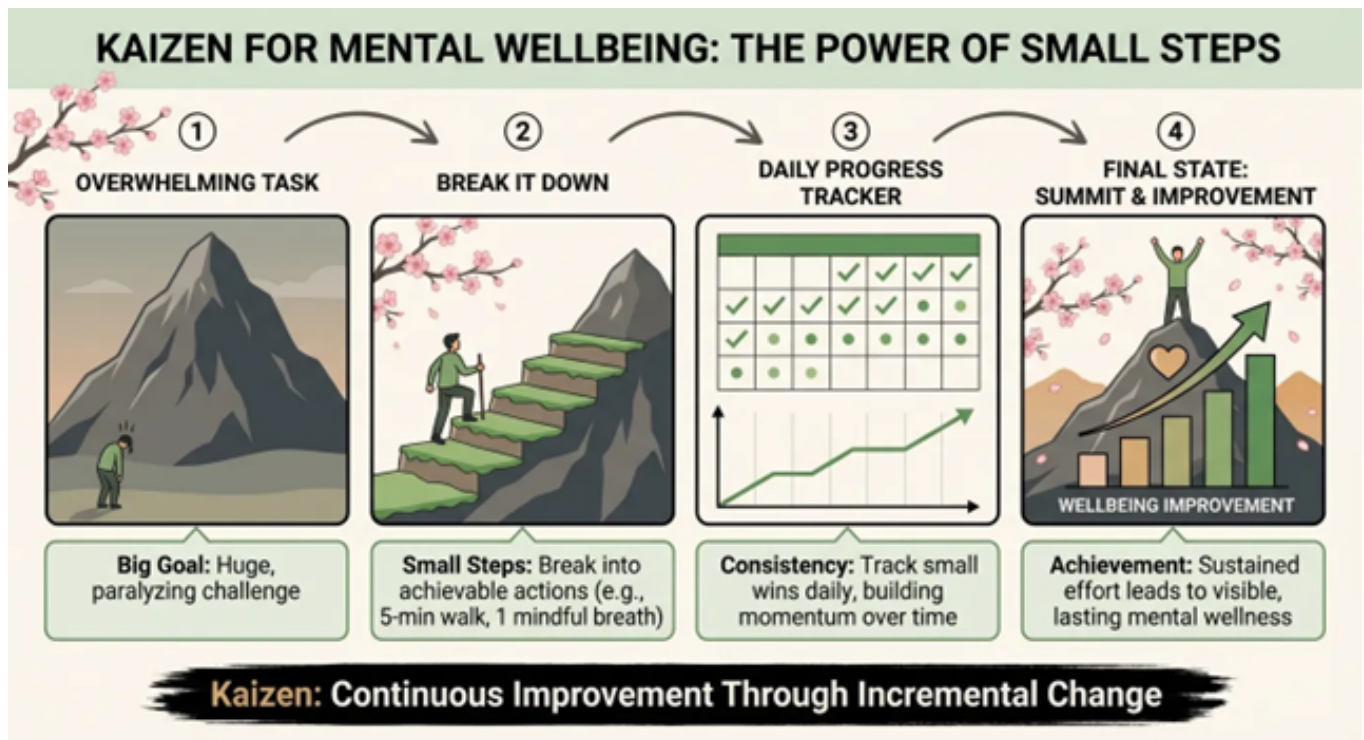 KAIZEN FOR MENTAL WELLBEING: THE POWER OF SMALL STEPS
1
OVERWHELMING TASK
Big Goal: Huge,
paralyzing challenge
2
BREAK IT DOWN
Small Steps: Break into
achievable actions (e.g.,
5-min walk, 1 mindful breath)
3
DAILY PROGRESS
TRACKER
Consistency: Track small
wins daily, building
momentum over time
4
FINAL STATE:
SUMMIT & IMPROVEMENT
WELLBEING IMPROVEMENT
Achievement: Sustained
effort leads to visible,
lasting mental wellness
Kaizen: Continuous Improvement Through Incremental Change